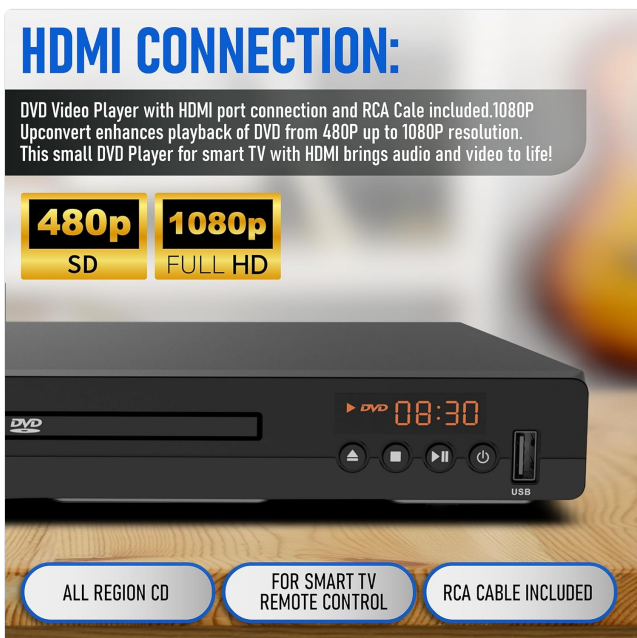 HDMI CONNECTION:
DVD Video Player with HDMI port connection and RCA Cale included.1080P
Upconvert enhances playback of DVD from 480P up to 1080P resolution.
This small DVD Player for smart TV with HDMI brings audio and video to life!
480p
SD
1080p
FULL HD
DVD
DVD 08:30
USB
ALL REGION CD
FOR SMART TV
REMOTE CONTROL
RCA CABLE INCLUDED